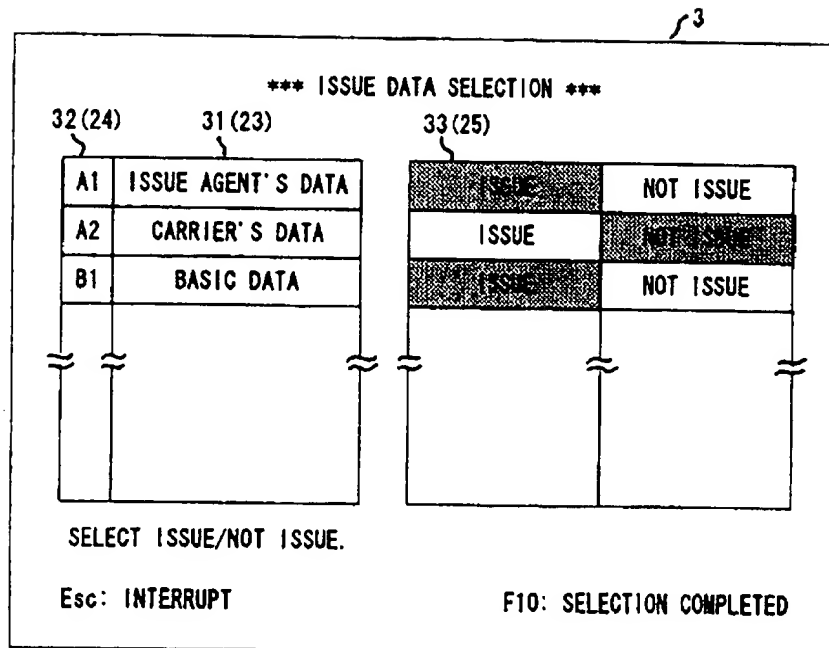 3
*** ISSUE DATA SELECTION ***
32(24) 31(23) 33(25)
A1 ISSUE AGENT'S DATA ISSUE NOT ISSUE
A2 CARRIER'S DATA ISSUE NOT ISSUE
B1 BASIC DATA ISSUE NOT ISSUE
SELECT ISSUE/NOT ISSUE.
Esc: INTERRUPT F10: SELECTION COMPLETED